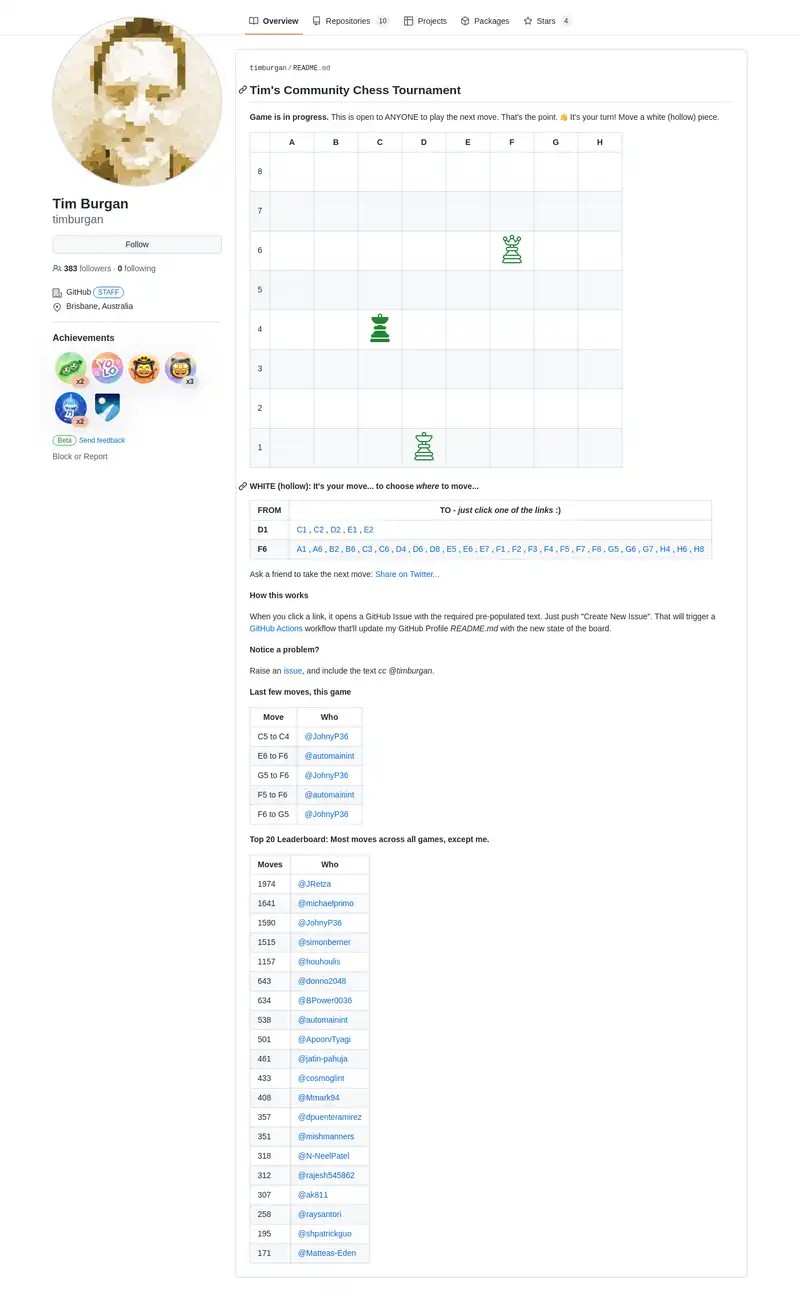 Overview Repositories 10 Projects Packages Stars 4
Tim Burgan
timburgan
Follow
383 followers · 0 following
GitHub STAFF
Brisbane, Australia
Achievements
x2
YOLO
x3
x2
Beta Send feedback
Block or Report
timburgan/README.md
Tim's Community Chess Tournament
Game is in progress. This is open to ANYONE to play the next move. That's the point. 👋 It's your turn! Move a white (hollow) piece.
A B C D E F G H
8
7
6
5
4
3
2
1
WHITE (hollow): It's your move... to choose where to move...
FROM TO - just click one of the links :)
D1 C1 , C2 , D2 , E1 , E2
F6 A1 , A6 , B2 , B6 , C3 , C6 , D4 , D6 , D8 , E5 , E6 , E7 , F1 , F2 , F3 , F4 , F5 , F7 , F8 , G5 , G6 , G7 , H4 , H6 , H8
Ask a friend to take the next move: Share on Twitter...
How this works
When you click a link, it opens a GitHub Issue with the required pre-populated text. Just push "Create New Issue". That will trigger a
GitHub Actions workflow that'll update my GitHub Profile README.md with the new state of the board.
Notice a problem?
Raise an issue, and include the text cc @timburgan.
Last few moves, this game
Move Who
C5 to C4 @JohnyP36
E6 to F6 @automainint
G5 to F6 @JohnyP36
F5 to F6 @automainint
F6 to G5 @JohnyP36
Top 20 Leaderboard: Most moves across all games, except me.
Moves Who
1974 @JRetza
1641 @michaelprimo
1590 @JohnyP36
1515 @simonberner
1157 @houhoulis
643 @donno2048
634 @BPower0036
538 @automainint
501 @ApoorvTyagi
461 @jatin-pahuja
433 @cosmoglint
408 @Mmark94
357 @dpuenteramirez
351 @mishmanners
318 @N-NeelPatel
312 @rajesh545862
307 @ak811
258 @raysantori
195 @shpatrickguo
171 @Matteas-Eden